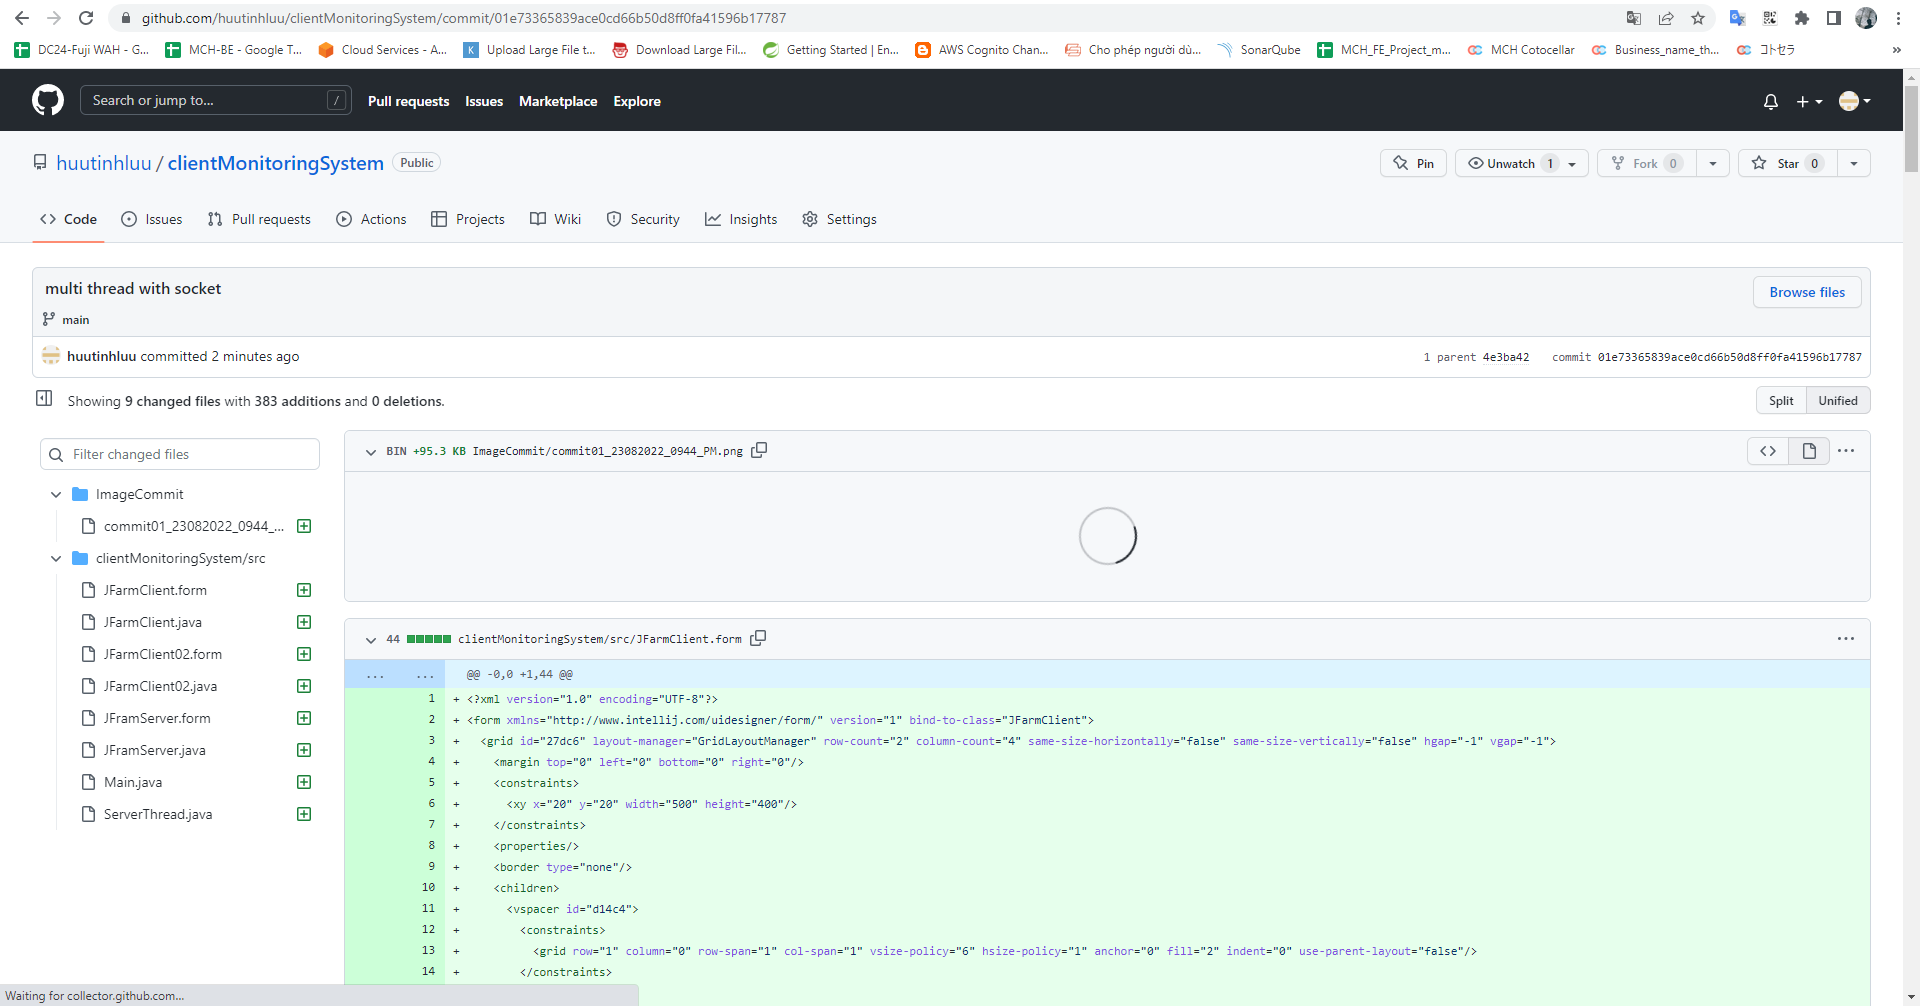 github.com/huutinhluu/clientMonitoringSystem/commit/01e73365839ace0cd66b50d8ff0fa41596b17787
DC24-Fuji WAH - G... MCH-BE - Google T... Cloud Services - A... Upload Large File t... Download Large Fil... Getting Started | En... AWS Cognito Chan... Cho phép người dù... SonarQube MCH_FE_Project_m... MCH Cotocellar Business_name_th... コトセラ »
Search or jump to... / Pull requests Issues Marketplace Explore
huutinhluu / clientMonitoringSystem Public Pin Unwatch 1 Fork 0 Star 0
Code Issues Pull requests Actions Projects Wiki Security Insights Settings
multi thread with socket
Browse files
main
huutinhluu committed 2 minutes ago 1 parent 4e3ba42 commit 01e73365839ace0cd66b50d8ff0fa41596b17787
Showing 9 changed files with 383 additions and 0 deletions. Split Unified
Filter changed files
ImageCommit
commit01_23082022_0944_...
clientMonitoringSystem/src
JFarmClient.form
JFarmClient.java
JFarmClient02.form
JFarmClient02.java
JFramServer.form
JFramServer.java
Main.java
ServerThread.java
BIN +95.3 KB ImageCommit/commit01_23082022_0944_PM.png
44 clientMonitoringSystem/src/JFarmClient.form
... ... @@ -0,0 +1,44 @@
1 + <?xml version="1.0" encoding="UTF-8"?>
2 + <form xmlns="http://www.intellij.com/uidesigner/form/" version="1" bind-to-class="JFarmClient">
3 + <grid id="27dc6" layout-manager="GridLayoutManager" row-count="2" column-count="4" same-size-horizontally="false" same-size-vertically="false" hgap="-1" vgap="-1">
4 + <margin top="0" left="0" bottom="0" right="0"/>
5 + <constraints>
6 + <xy x="20" y="20" width="500" height="400"/>
7 + </constraints>
8 + <properties/>
9 + <border type="none"/>
10 + <children>
11 + <vspacer id="d14c4">
12 + <constraints>
13 + <grid row="1" column="0" row-span="1" col-span="1" vsize-policy="6" hsize-policy="1" anchor="0" fill="2" indent="0" use-parent-layout="false"/>
14 + </constraints>
Waiting for collector.github.com...